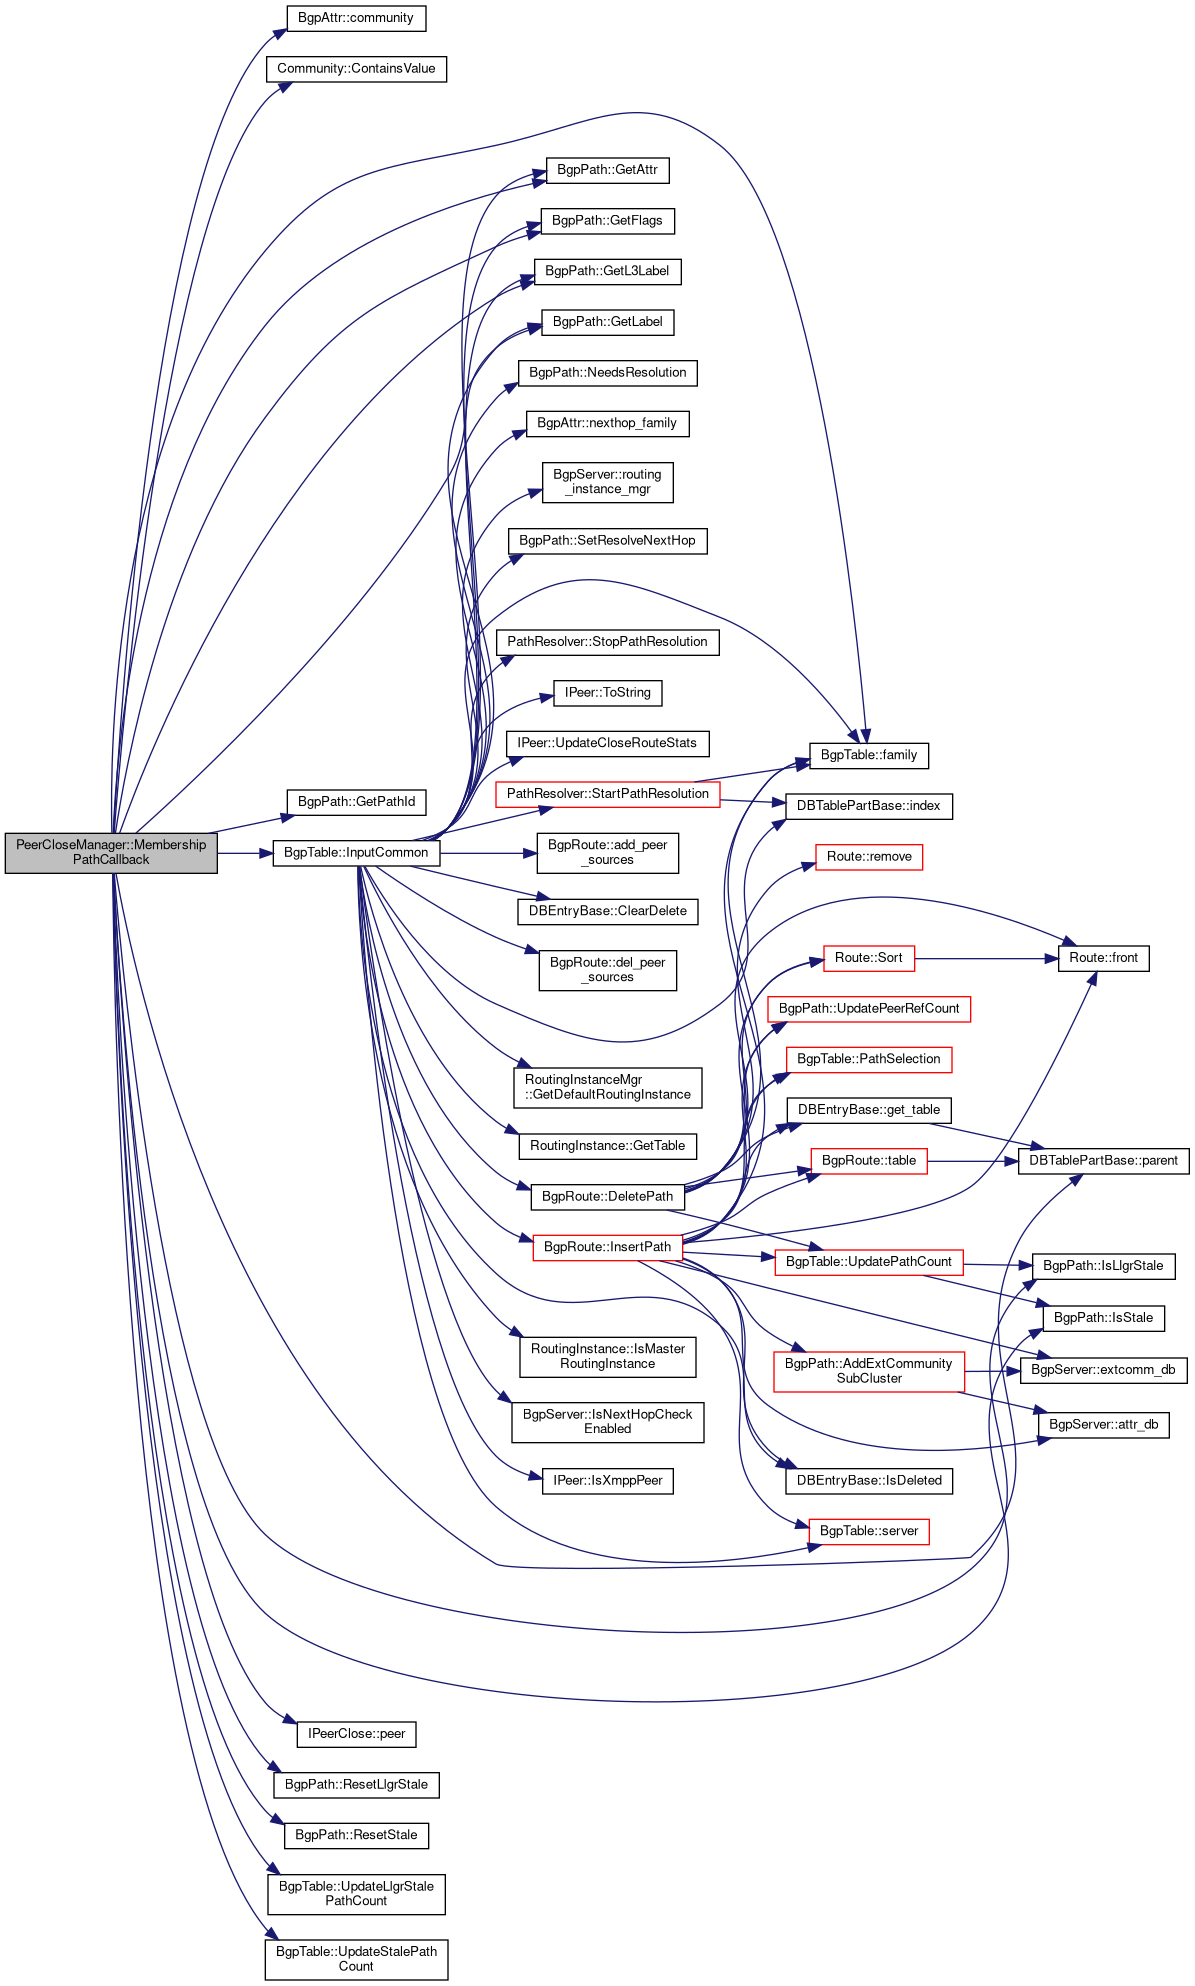 BgpAttr::community
Community::ContainsValue
BgpPath::GetAttr
BgpPath::GetFlags
BgpPath::GetL3Label
BgpPath::GetLabel
BgpPath::NeedsResolution
BgpAttr::nexthop_family
BgpServer::routing
_instance_mgr
BgpPath::SetResolveNextHop
PathResolver::StopPathResolution
IPeer::ToString
IPeer::UpdateCloseRouteStats
BgpTable::family
PathResolver::StartPathResolution
DBTablePartBase::index
BgpPath::GetPathId
PeerCloseManager::Membership
PathCallback
BgpTable::InputCommon
BgpRoute::add_peer
_sources
Route::remove
DBEntryBase::ClearDelete
BgpRoute::del_peer
_sources
Route::Sort
Route::front
BgpPath::UpdatePeerRefCount
BgpTable::PathSelection
RoutingInstanceMgr
::GetDefaultRoutingInstance
DBEntryBase::get_table
RoutingInstance::GetTable
BgpRoute::table
DBTablePartBase::parent
BgpRoute::DeletePath
BgpRoute::InsertPath
BgpTable::UpdatePathCount
BgpPath::IsLlgrStale
BgpPath::IsStale
RoutingInstance::IsMaster
RoutingInstance
BgpPath::AddExtCommunity
SubCluster
BgpServer::extcomm_db
BgpServer::attr_db
BgpServer::IsNextHopCheck
Enabled
IPeer::IsXmppPeer
DBEntryBase::IsDeleted
BgpTable::server
IPeerClose::peer
BgpPath::ResetLlgrStale
BgpPath::ResetStale
BgpTable::UpdateLlgrStale
PathCount
BgpTable::UpdateStalePath
Count